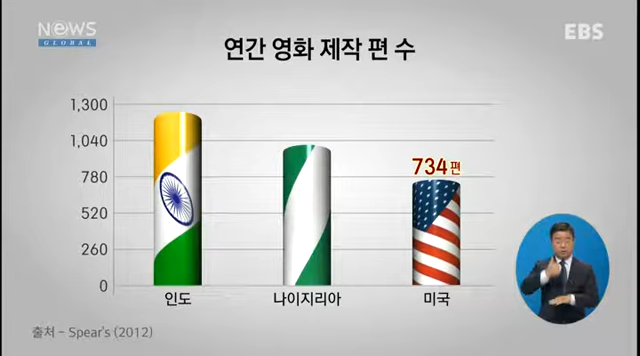 NEWS
GLOBAL
연간 영화 제작 편 수
EBS
1,300
1,040
780
520
260
0
734편
인도
나이지리아
미국
출처 - Spear's (2012)